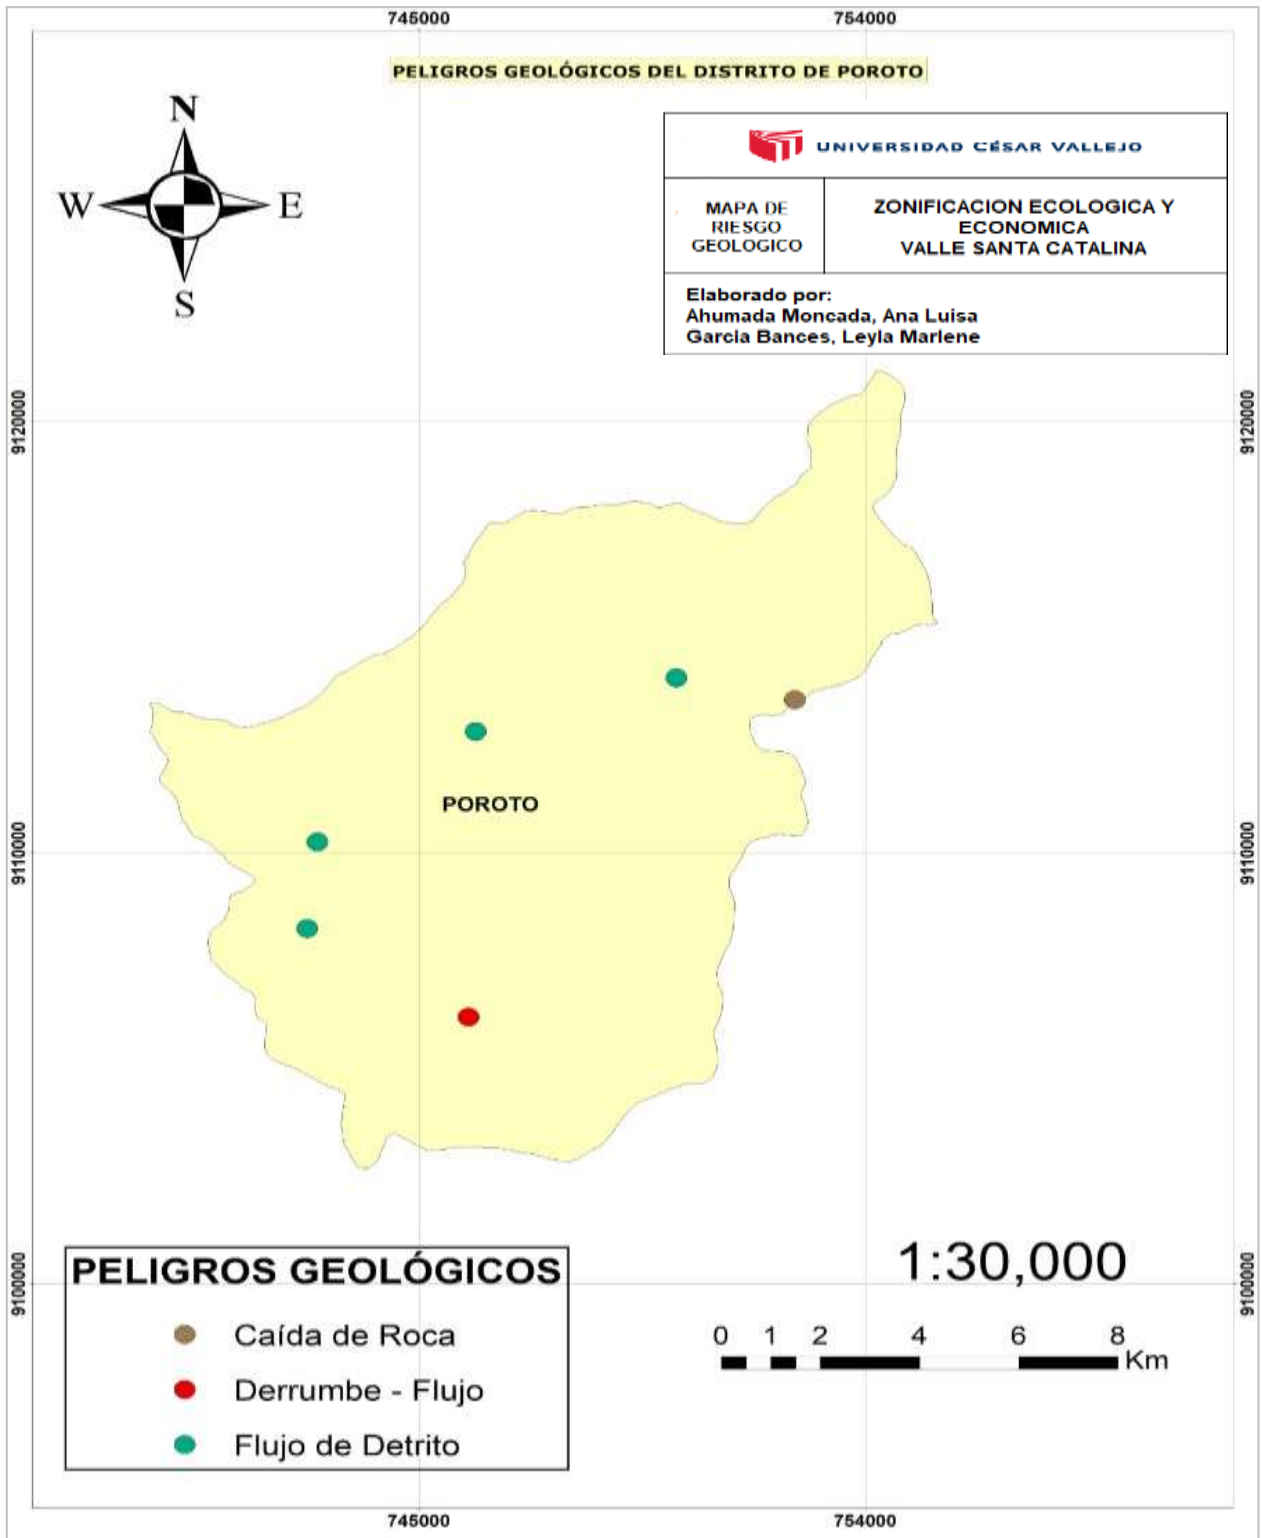 745000
754000
PELIGROS GEOLÓGICOS DEL DISTRITO DE POROTO
N
W
E
S
UNIVERSIDAD CÉSAR VALLEJO
MAPA DE
RIESGO
GEOLOGICO
ZONIFICACION ECOLOGICA Y
ECONOMICA
VALLE SANTA CATALINA
Elaborado por:
Ahumada Moncada, Ana Luisa
Garcia Bances, Leyla Marlene
9120000
9120000
POROTO
9110000
9110000
9100000
9100000
PELIGROS GEOLÓGICOS
Caída de Roca
Derrumbe - Flujo
Flujo de Detrito
1:30,000
0 1 2 4 6 8
Km
745000
754000